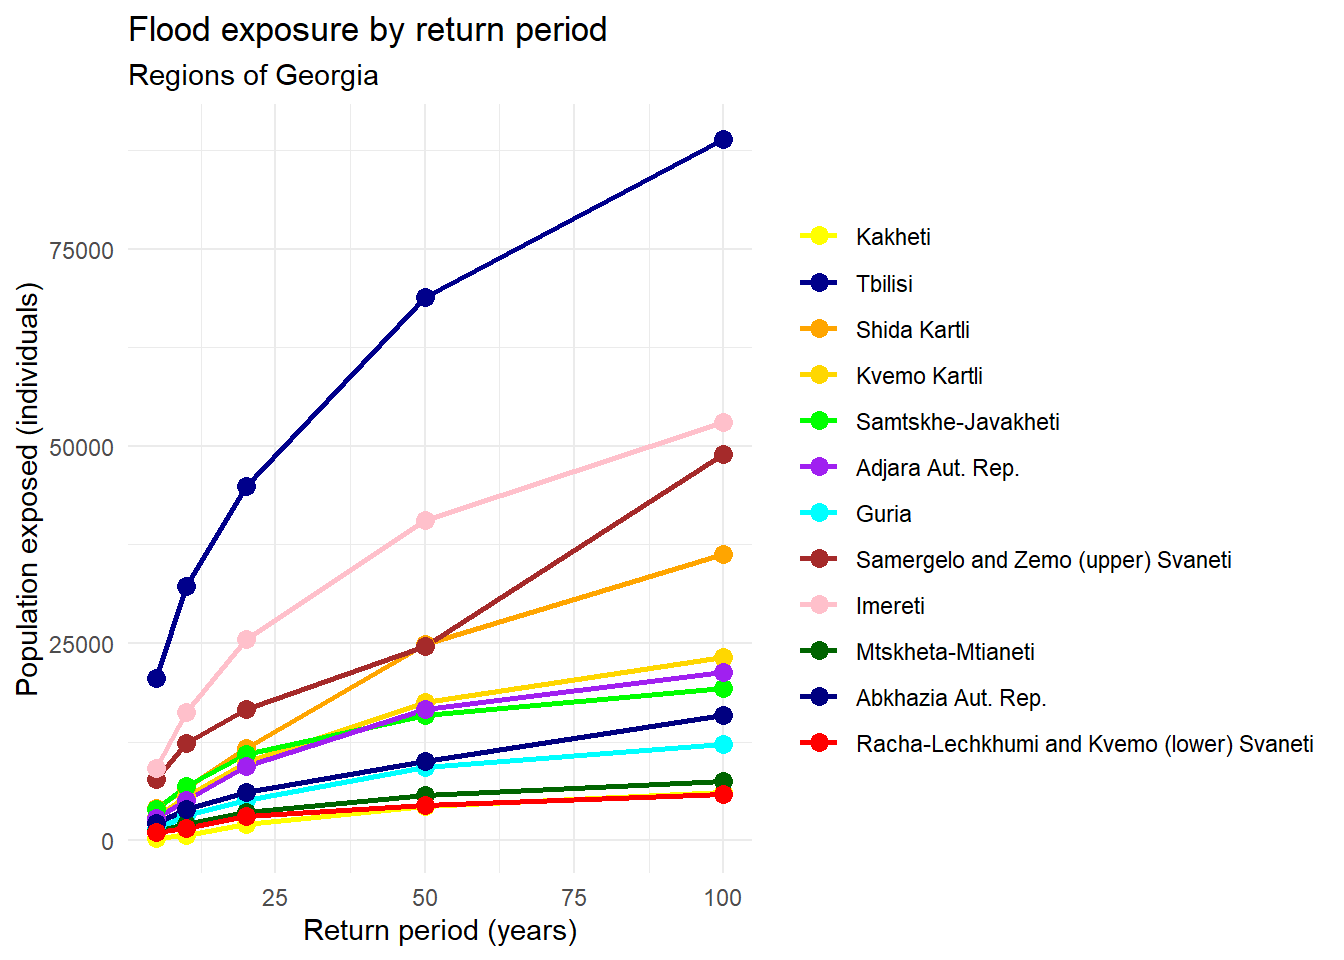 Flood exposure by return period
Regions of Georgia
Population exposed (individuals)
75000
50000
25000
0
25 50 75 100
Return period (years)
Kakheti
Tbilisi
Shida Kartli
Kvemo Kartli
Samtskhe-Javakheti
Adjara Aut. Rep.
Guria
Samergelo and Zemo (upper) Svaneti
Imereti
Mtskheta-Mtianeti
Abkhazia Aut. Rep.
Racha-Lechkhumi and Kvemo (lower) Svaneti